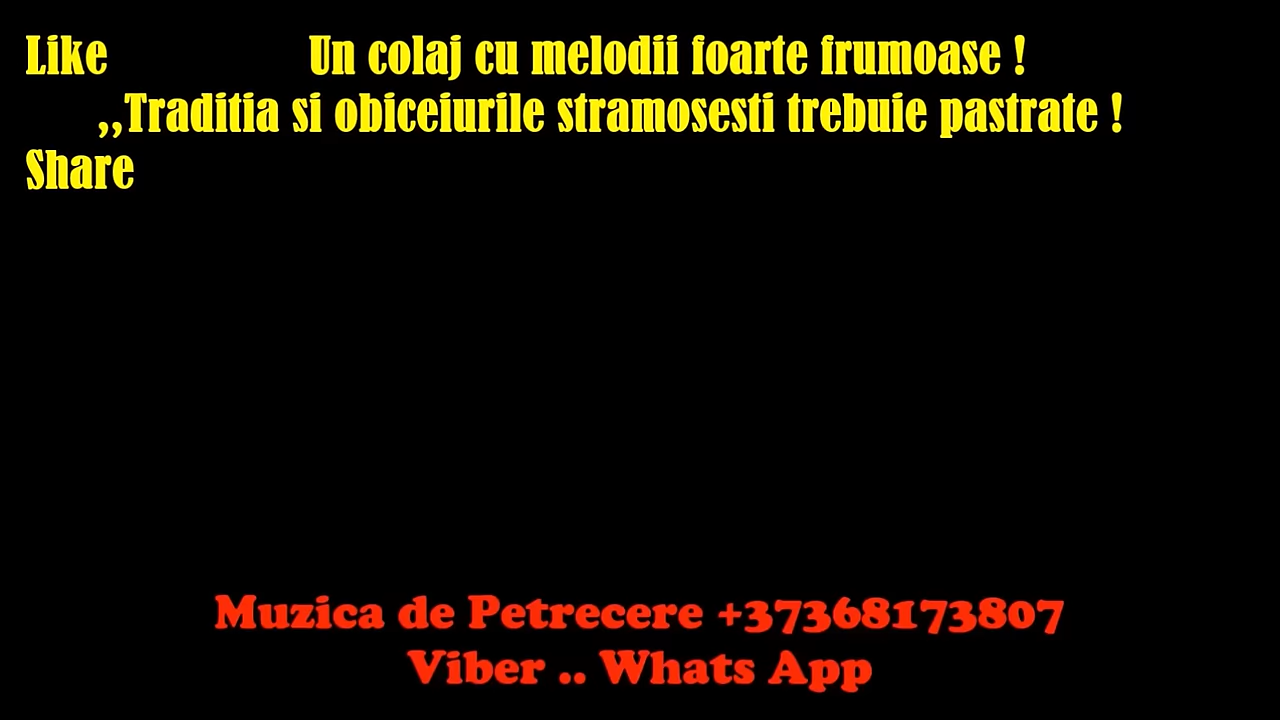 Like Un colaj cu melodii foarte frumoase !
,,Traditia si obiceiurile stramosesti trebuie pastrate !
Share
Muzica de Petrecere +37368173807
Viber .. Whats App